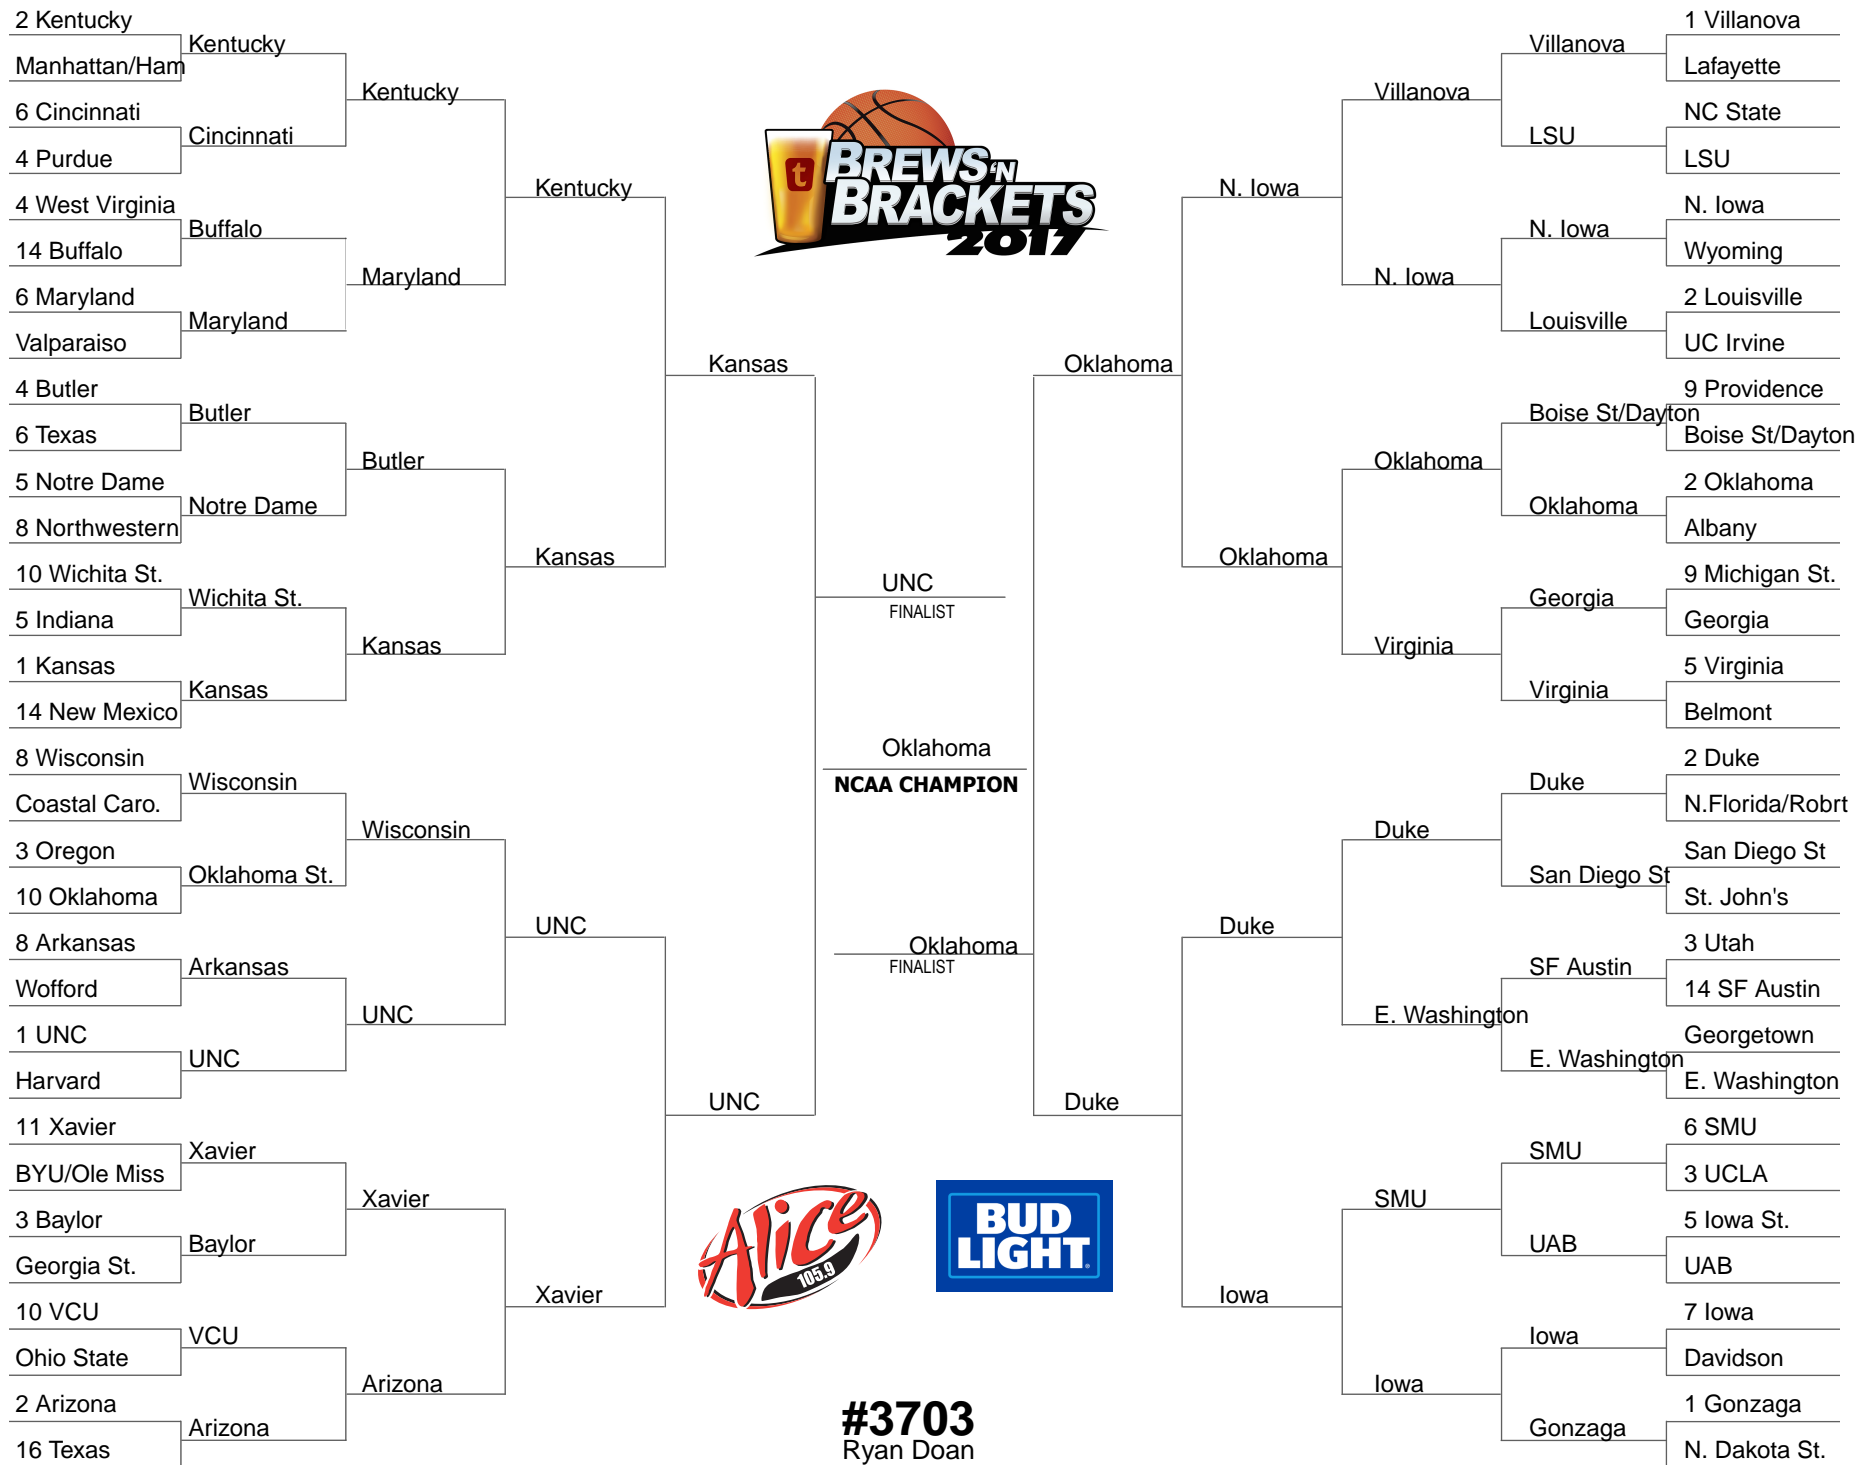 2 Kentucky
Manhattan/Ham
6 Cincinnati
4 Purdue
4 West Virginia
14 Buffalo
6 Maryland
Valparaiso
4 Butler
6 Texas
5 Notre Dame
8 Northwestern
10 Wichita St.
5 Indiana
1 Kansas
14 New Mexico
8 Wisconsin
Coastal Caro.
3 Oregon
10 Oklahoma
8 Arkansas
Wofford
1 UNC
Harvard
11 Xavier
BYU/Ole Miss
3 Baylor
Georgia St.
10 VCU
Ohio State
2 Arizona
16 Texas
Kentucky
Cincinnati
Buffalo
Maryland
Butler
Notre Dame
Wichita St.
Kansas
Wisconsin
Oklahoma St.
Arkansas
UNC
Xavier
Baylor
VCU
Arizona
Kentucky
Maryland
Butler
Kansas
Wisconsin
UNC
Xavier
Arizona
Kentucky
Kansas
UNC
Xavier
Kansas
UNC
t
BREWS 'N
BRACKETS
2017
UNC
FINALIST
Oklahoma
NCAA CHAMPION
Oklahoma
FINALIST
Alice
105.9
BUD
LIGHT
#3703
Ryan Doan
Oklahoma
Duke
N. Iowa
Oklahoma
Duke
Iowa
Villanova
N. Iowa
Oklahoma
Virginia
Duke
E. Washington
SMU
Iowa
Villanova
LSU
N. Iowa
Louisville
Boise St/Dayton
Oklahoma
Georgia
Virginia
Duke
San Diego St
SF Austin
E. Washington
SMU
UAB
Iowa
Gonzaga
1 Villanova
Lafayette
NC State
LSU
N. Iowa
Wyoming
2 Louisville
UC Irvine
9 Providence
Boise St/Dayton
2 Oklahoma
Albany
9 Michigan St.
Georgia
5 Virginia
Belmont
2 Duke
N.Florida/Robrt
San Diego St
St. John's
3 Utah
14 SF Austin
Georgetown
E. Washington
6 SMU
3 UCLA
5 Iowa St.
UAB
7 Iowa
Davidson
1 Gonzaga
N. Dakota St.